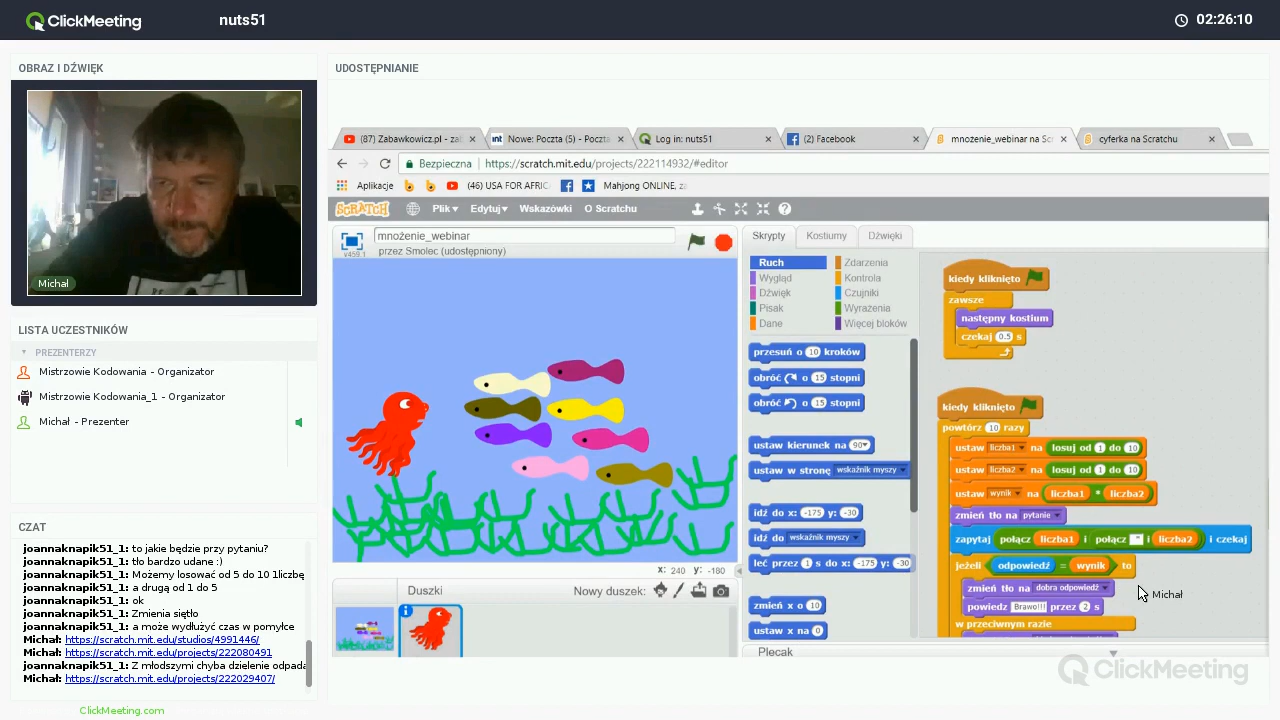 ClickMeeting
nuts51
02:26:10
OBRAZ I DŹWIĘK
Michał
LISTA UCZESTNIKÓW
PREZENTERZY
Mistrzowie Kodowania - Organizator
Mistrzowie Kodowania_1 - Organizator
Michał - Prezenter
CZAT
joannaknapik51_1: to jakie będzie przy pytaniu?
joannaknapik51_1: tło bardzo udane :)
joannaknapik51_1: Możemy losować od 5 do 10 1liczbę
joannaknapik51_1: a drugą od 1 do 5
joannaknapik51_1: ok
joannaknapik51_1: Zmienia siętło
joannaknapik51_1: a może wydłużyć czas w pomyłce
Michał: https://scratch.mit.edu/studios/4991446/
Michał: https://scratch.mit.edu/projects/222080491
joannaknapik51_1: Z młodszymi chyba dzielenie odpada
Michał: https://scratch.mit.edu/projects/222029407/
ClickMeeting.com
UDOSTĘPNIANIE
(87) Zabawkowicz.pl - za
Nowe: Poczta (5) - Poczta
Log in: nuts51
(2) Facebook
mnożenie_webinar na Sc
cyferka na Scratchu
Bezpieczna
https://scratch.mit.edu/projects/222114932/#editor
Aplikacje
(46) USA FOR AFRIC
Mahjong ONLINE, z
SCRATCH
Plik
Edytuj
Wskazówki
O Scratchu
mnożenie_webinar
przez Smolec (udostępniony)
v459.1
x: 240 y: -180
Duszki
Nowy duszek:
Skrypty
Kostiumy
Dźwięki
Ruch
Zdarzenia
Wygląd
Kontrola
Dźwięk
Czujniki
Pisak
Wyrażenia
Dane
Więcej bloków
przesuń o 10 kroków
obróć 15 stopni
obróć 15 stopni
ustaw kierunek na 90
ustaw w stronę wskaźnik myszy
idź do x: -175 y: -30
idź do wskaźnik myszy
leć przez 1 s do x: -175 y: -30
zmień x o 10
ustaw x na 0
kiedy kliknięto
zawsze
następny kostium
czekaj 0.5 s
kiedy kliknięto
powtórz 10 razy
ustaw liczba1 na losuj od 1 do 10
ustaw liczba2 na losuj od 1 do 10
ustaw wynik na liczba1 * liczba2
zmień tło na pytanie
zapytaj połącz liczba1 i połącz * i liczba2 i czekaj
jeżeli odpowiedź = wynik to
zmień tło na dobra odpowiedź
powiedz Brawo!!! przez 2 s
w przeciwnym razie
Michał
Plecak
ClickMeeting